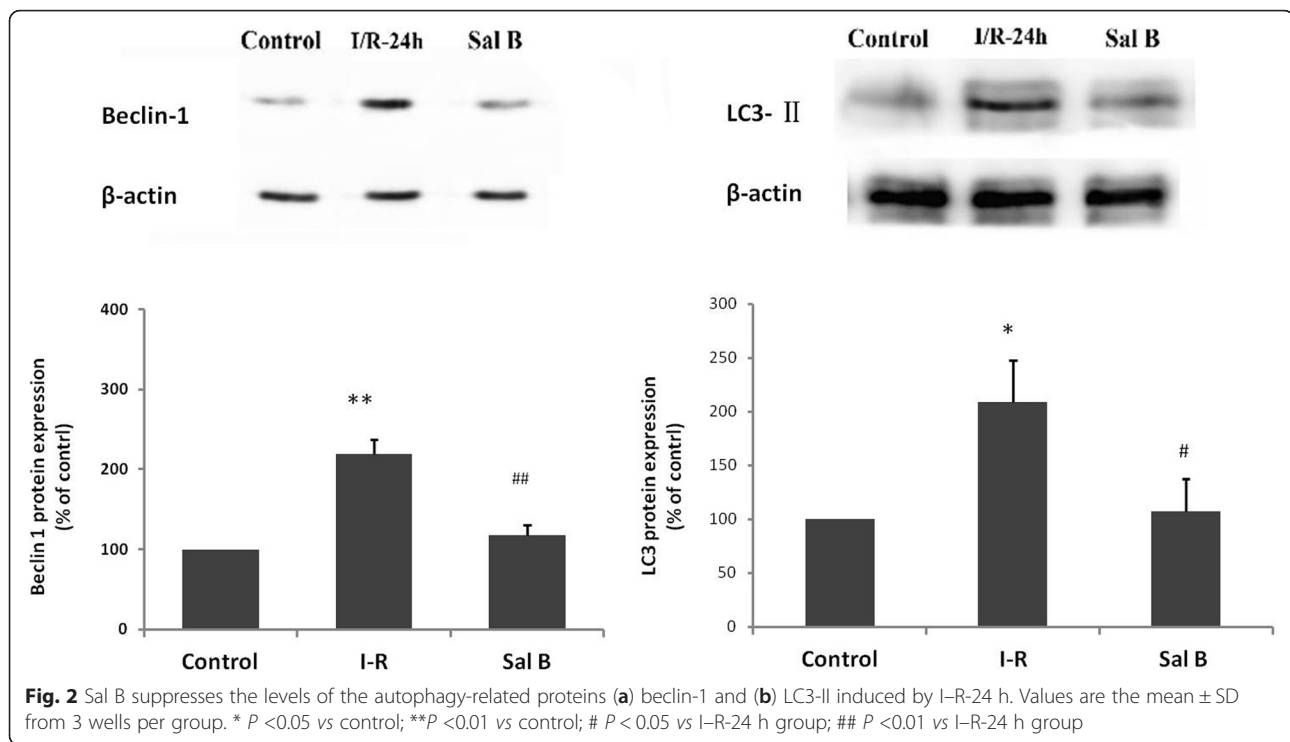 Control I/R-24h Sal B
Beclin-1
β-actin
Control I/R-24h Sal B
LC3- Ⅱ
β-actin
Beclin 1 protein expression
(% of contrl)
400
300
200
100
0
**
##
Control I-R Sal B
LC3 protein expression
(% of contrl)
300
250
200
150
100
50
0
*
#
Control I-R Sal B
Fig. 2 Sal B suppresses the levels of the autophagy-related proteins (a) beclin-1 and (b) LC3-II induced by I–R-24 h. Values are the mean ± SD
from 3 wells per group. * P <0.05 vs control; **P <0.01 vs control; # P < 0.05 vs I–R-24 h group; ## P <0.01 vs I–R-24 h group